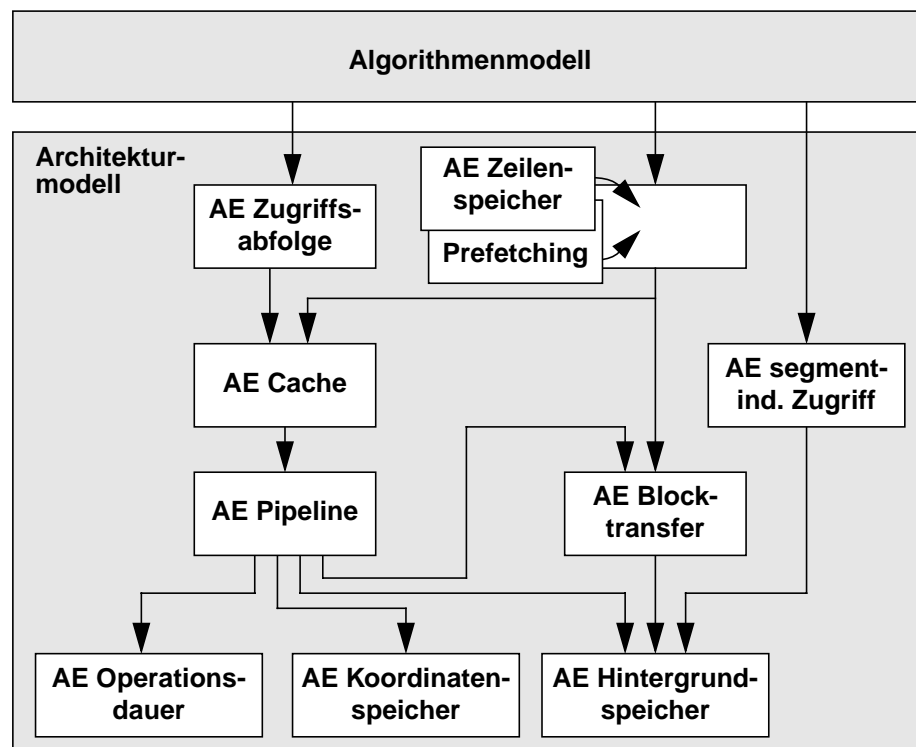 Algorithmenmodell
Architektur-
modell
AE Zeilen-
speicher
AE Zugriffs-
abfolge
Prefetching
AE Cache
AE segment-
ind. Zugriff
AE Pipeline
AE Block-
transfer
AE Operations-
dauer
AE Koordinaten-
speicher
AE Hintergrund-
speicher